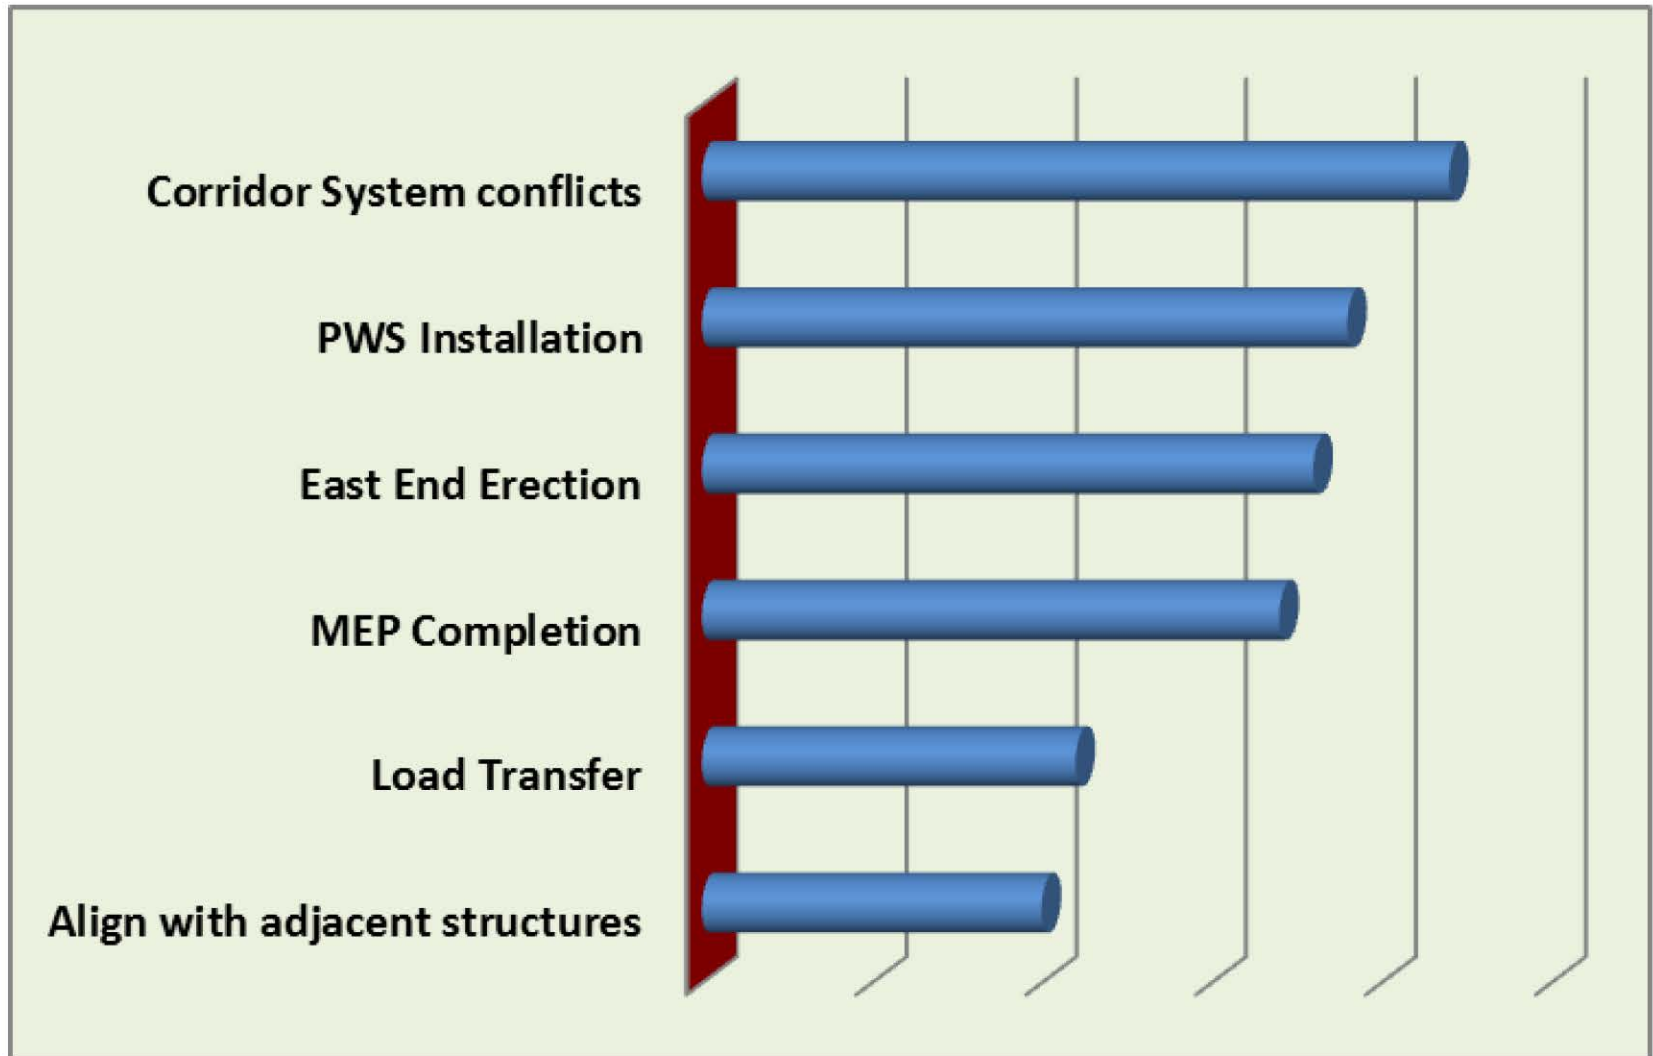 Corridor System conflicts
PWS Installation
East End Erection
MEP Completion
Load Transfer
Align with adjacent structures